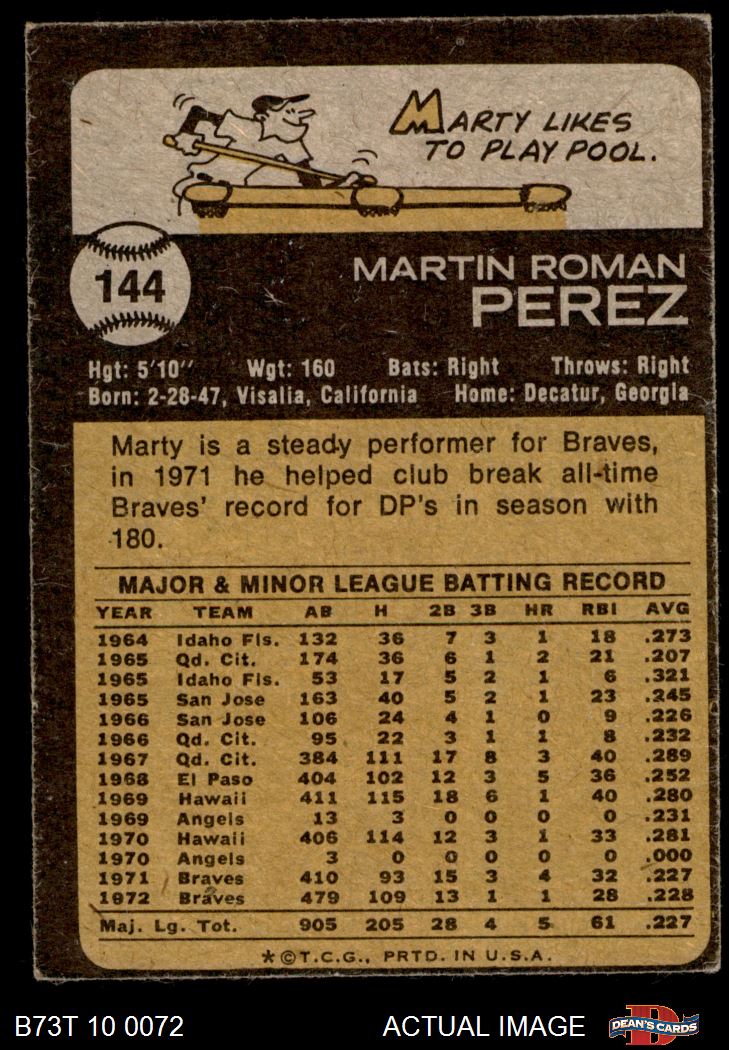 MARTY LIKES
TO PLAY POOL.
144
MARTIN ROMAN
PEREZ
Hgt: 5'10" Wgt: 160 Bats: Right Throws: Right
Born: 2-28-47, Visalia, California Home: Decatur, Georgia
Marty is a steady performer for Braves,
in 1971 he helped club break all-time
Braves' record for DP's in season with
180.
MAJOR & MINOR LEAGUE BATTING RECORD
YEAR TEAM AB H 2B 3B HR RBI AVG
1964 Idaho Fls. 132 36 7 3 1 18 .273
1965 Qd. Cit. 174 36 6 1 2 21 .207
1965 Idaho Fls. 53 17 5 2 1 6 .321
1965 San Jose 163 40 5 2 1 23 .245
1966 San Jose 106 24 4 1 0 9 .226
1966 Qd. Cit. 95 22 3 1 1 8 .232
1967 Qd. Cit. 384 111 17 8 3 40 .289
1968 El Paso 404 102 12 3 5 36 .252
1969 Hawaii 411 115 18 6 1 40 .280
1969 Angels 13 3 0 0 0 0 .231
1970 Hawaii 406 114 12 3 1 33 .281
1970 Angels 3 0 0 0 0 0 .000
1971 Braves 410 93 15 3 4 32 .227
1972 Braves 479 109 13 1 1 28 .228
Maj. Lg. Tot. 905 205 28 4 5 61 .227
*©T.C.G., PRTD. IN U.S.A.
B73T 10 0072 ACTUAL IMAGE D DEAN'S CARDS